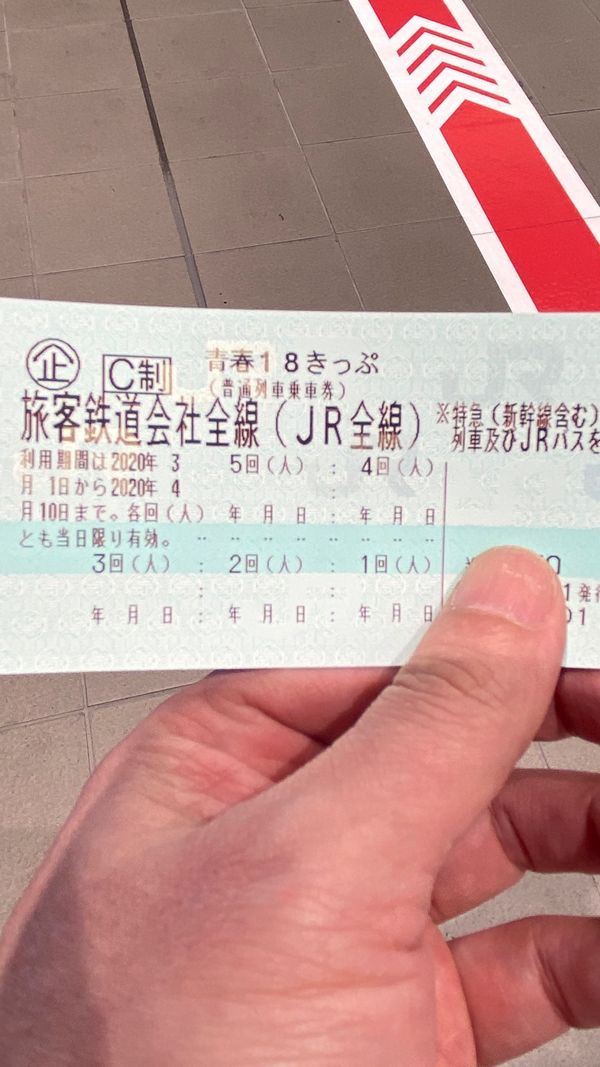 企 C制 青春18きっぷ
（普通列車乗車券）
旅客鉄道会社全線（ＪＲ全線） ※特急（新幹線含む）
列車及びＪＲバスを
利用期間は2020年 3
月 1日から2020年 4
月10日まで。各回(人)
とも当日限り有効。
5回(人) : 4回(人)
年 月 日 : 年 月 日
3回(人) : 2回(人) : 1回(人)
年 月 日 : 年 月 日 : 年 月 日